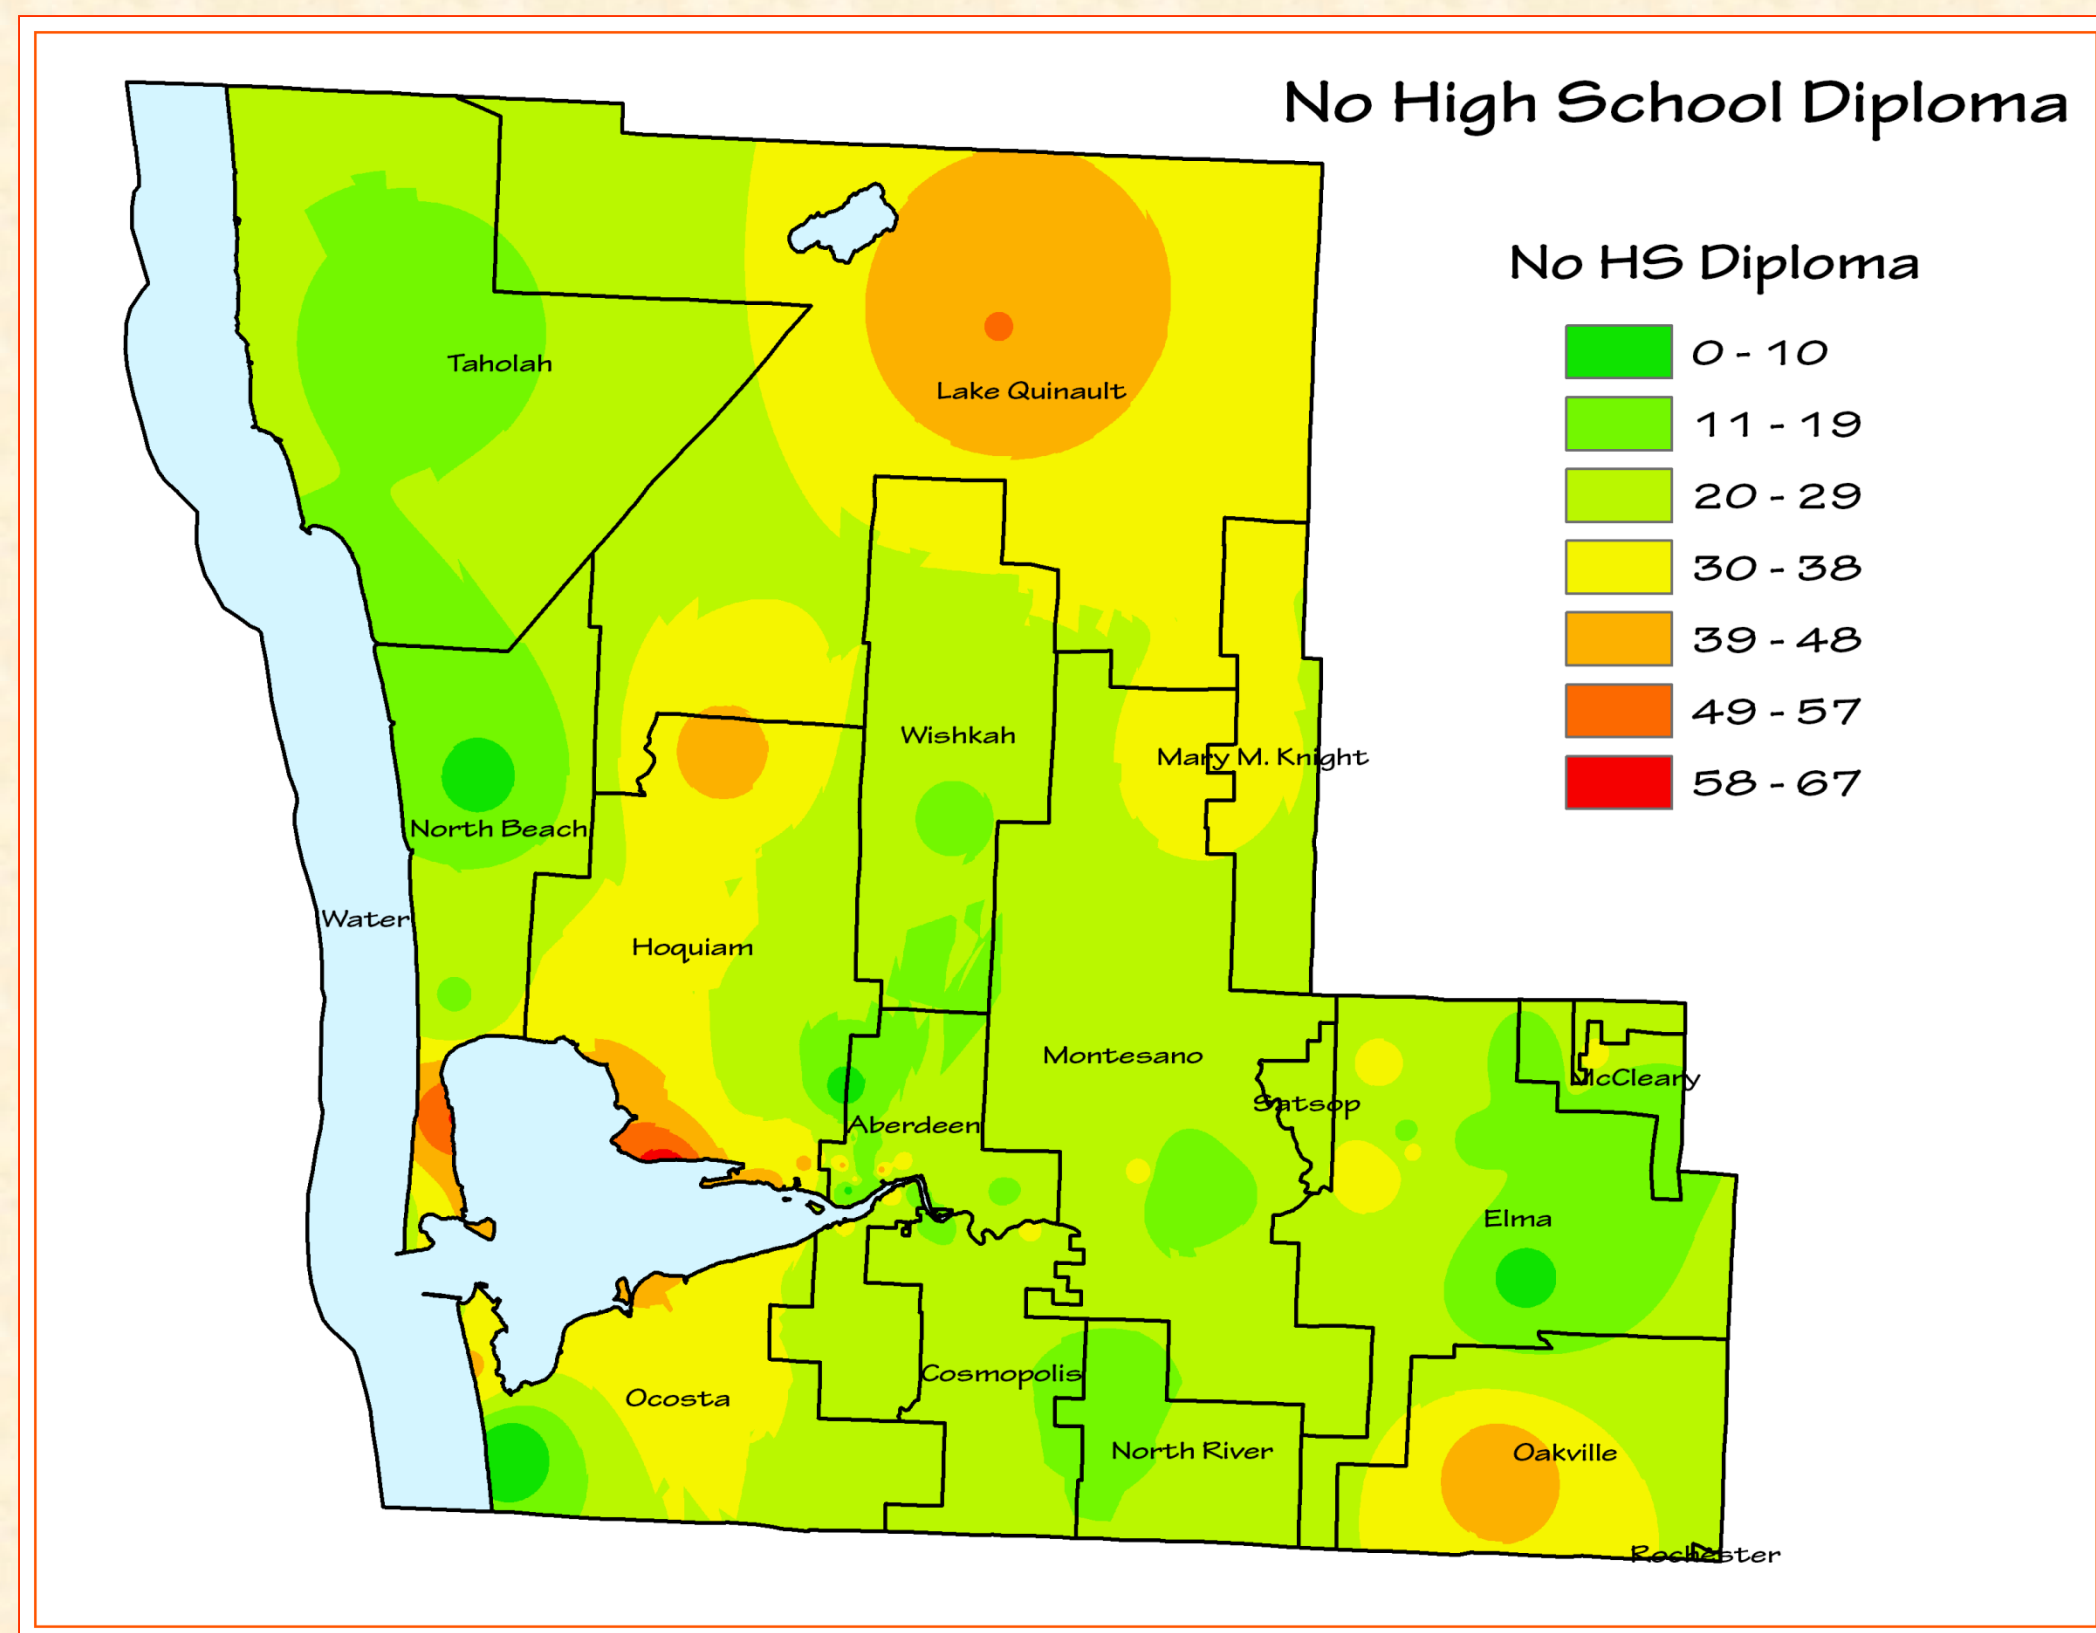 No High School Diploma
No HS Diploma
0 - 10
11 - 19
20 - 29
30 - 38
39 - 48
49 - 57
58 - 67
Taholah
Lake Quinault
Wishkah
Mary M. Knight
North Beach
Water
Hoquiam
Montesano
McCleary
Satsop
Aberdeen
Elma
Cosmopolis
Ocosta
North River
Oakville
Rochester